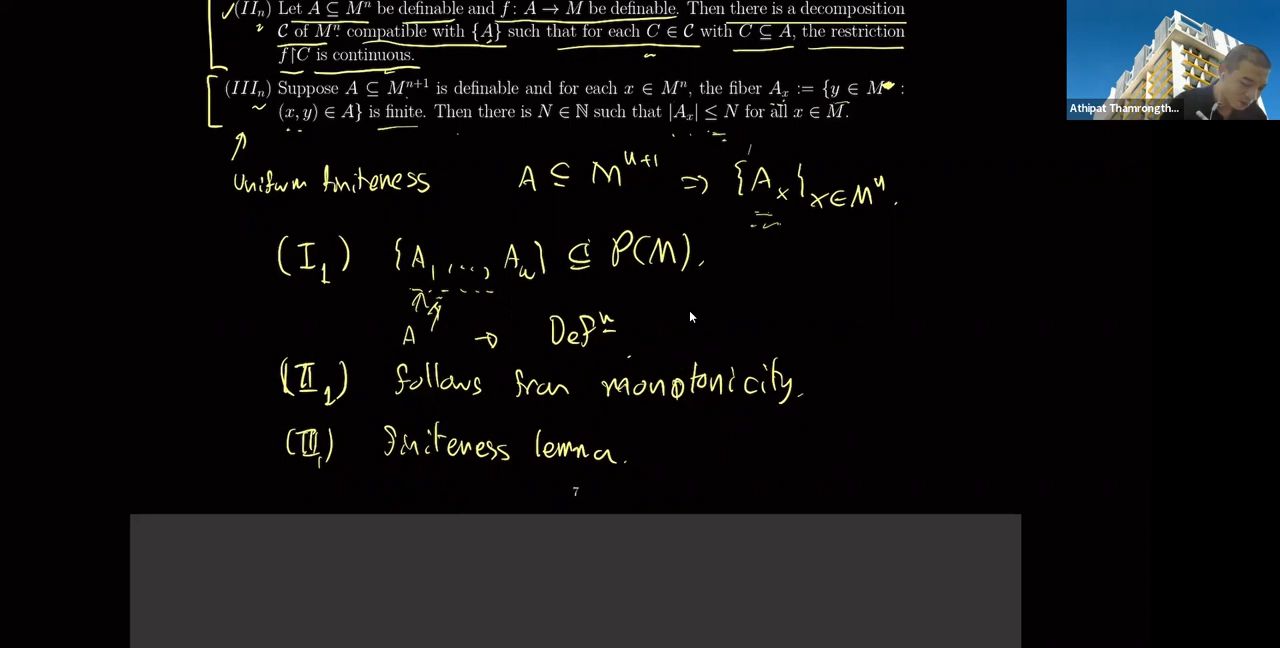 (II_n) Let A ⊆ M^n be definable and f : A → M be definable. Then there is a decomposition
C of M^n compatible with {A} such that for each C ∈ C with C ⊆ A, the restriction
f↾C is continuous.
(III_n) Suppose A ⊆ M^{n+1} is definable and for each x ∈ M^n, the fiber A_x := {y ∈ M :
(x, y) ∈ A} is finite. Then there is N ∈ ℕ such that |A_x| ≤ N for all x ∈ M.
Athipat Thamrongth...
Uniform finiteness A ⊆ M^{n+1} ⇒ {A_x}_{x∈M^n}.
(I_1) {A_1, ..., A_n} ⊆ P(M).
A → Def^n
(II_1) follows from monotonicity.
(III_1) Finiteness lemma.
7